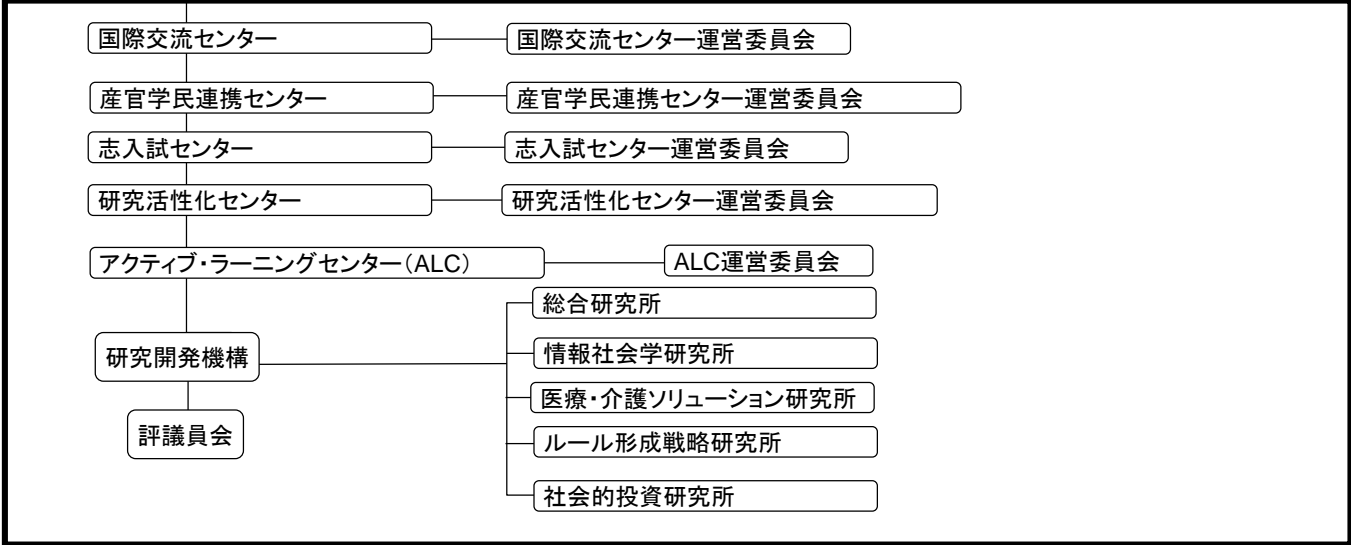 国際交流センター 国際交流センター運営委員会
産官学民連携センター 産官学民連携センター運営委員会
志入試センター 志入試センター運営委員会
研究活性化センター 研究活性化センター運営委員会
アクティブ・ラーニングセンター（ALC） ALC運営委員会
総合研究所
研究開発機構 情報社会学研究所
医療・介護ソリューション研究所
評議員会 ルール形成戦略研究所
社会的投資研究所